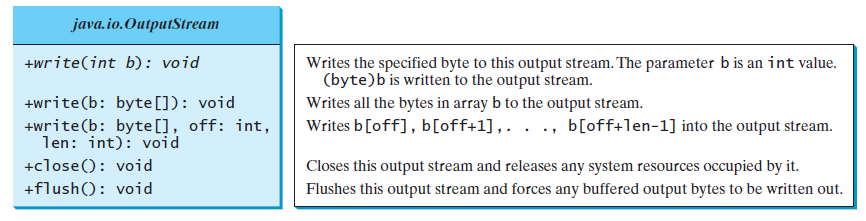 java.io.OutputStream
+write(int b): void
Writes the specified byte to this output stream. The parameter b is an int value.
(byte)b is written to the output stream.
+write(b: byte[]): void
Writes all the bytes in array b to the output stream.
+write(b: byte[], off: int,
len: int): void
Writes b[off], b[off+1],. . ., b[off+len-1] into the output stream.
+close(): void
Closes this output stream and releases any system resources occupied by it.
+flush(): void
Flushes this output stream and forces any buffered output bytes to be written out.